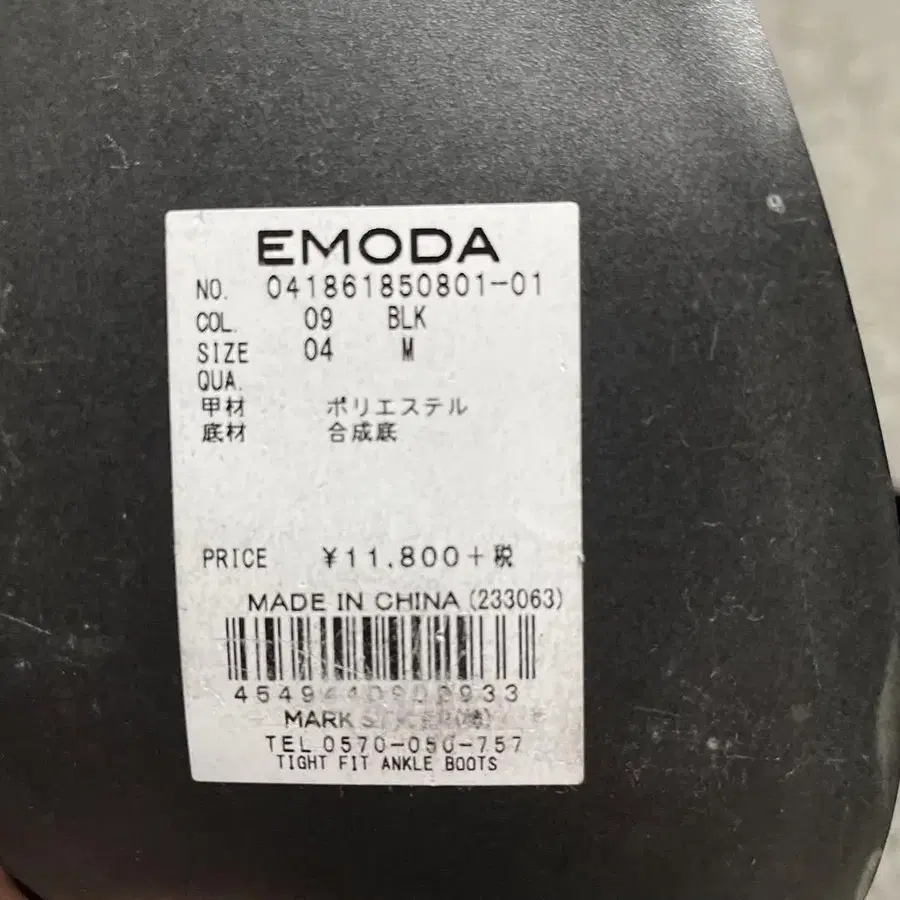 EMODA
NO. 041861850801-01
COL. 09 BLK
SIZE 04 M
QUA.
甲材 ポリエステル
底材 合成底
PRICE ¥11,800+税
MADE IN CHINA (233063)
MARK
TEL 0570-050-757
TIGHT FIT ANKLE BOOTS